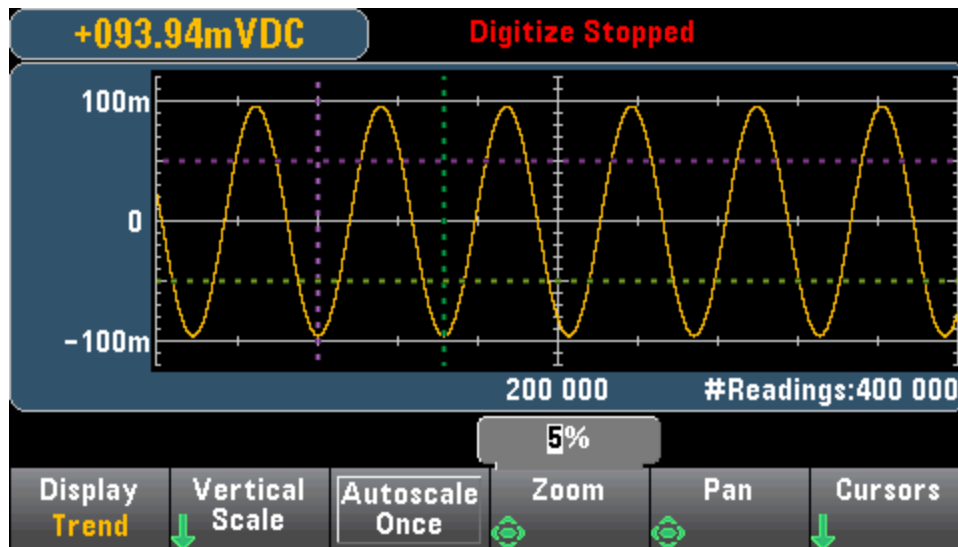 +093.94mVDC
Digitize Stopped
100m
0
-100m
200 000
#Readings:400 000
5%
Display
Trend
Vertical
Scale
Autoscale
Once
Zoom
Pan
Cursors